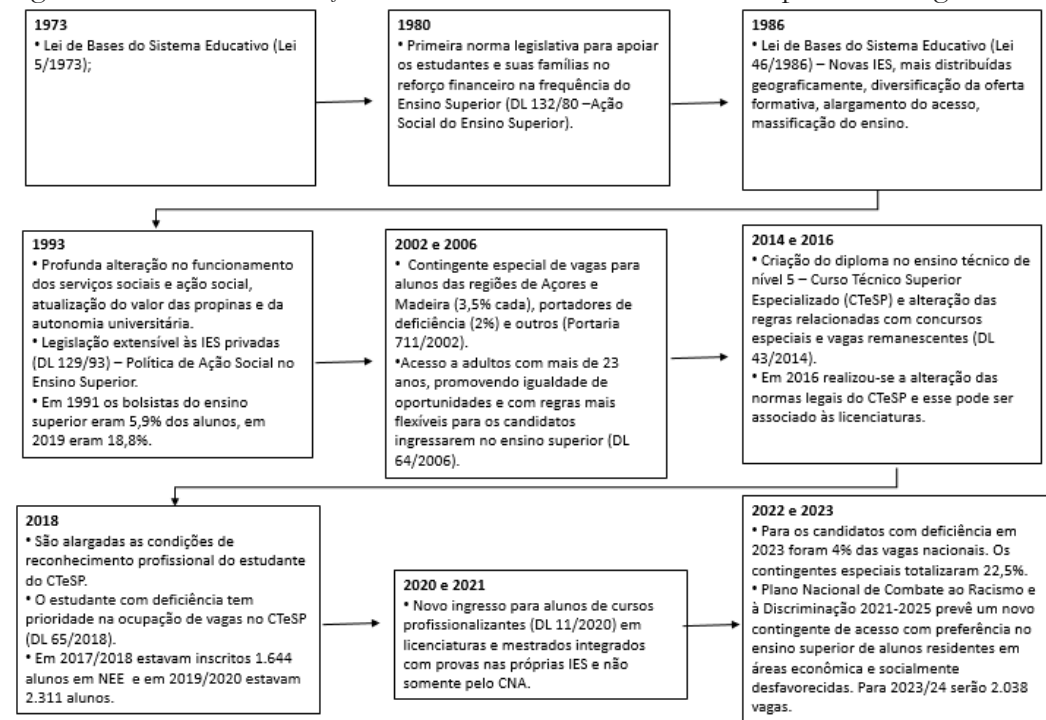 1973
• Lei de Bases do Sistema Educativo (Lei
5/1973);
1980
• Primeira norma legislativa para apoiar
os estudantes e suas famílias no
reforço financeiro na frequência do
Ensino Superior (DL 132/80 –Ação
Social do Ensino Superior).
1986
• Lei de Bases do Sistema Educativo (Lei
46/1986) – Novas IES, mais distribuídas
geograficamente, diversificação da oferta
formativa, alargamento do acesso,
massificação do ensino.
1993
• Profunda alteração no funcionamento
dos serviços sociais e ação social,
atualização do valor das propinas e da
autonomia universitária.
• Legislação extensível às IES privadas
(DL 129/93) – Política de Ação Social no
Ensino Superior.
• Em 1991 os bolsistas do ensino
superior eram 5,9% dos alunos, em
2019 eram 18,8%.
2002 e 2006
• Contingente especial de vagas para
alunos das regiões de Açores e
Madeira (3,5% cada), portadores de
deficiência (2%) e outros (Portaria
711/2002).
•Acesso a adultos com mais de 23
anos, promovendo igualdade de
oportunidades e com regras mais
flexíveis para os candidatos
ingressarem no ensino superior (DL
64/2006).
2014 e 2016
• Criação do diploma no ensino técnico de
nível 5 – Curso Técnico Superior
Especializado (CTeSP) e alteração das
regras relacionadas com concursos
especiais e vagas remanescentes (DL
43/2014).
• Em 2016 realizou-se a alteração das
normas legais do CTeSP e esse pode ser
associado às licenciaturas.
2018
• São alargadas as condições de
reconhecimento profissional do estudante
do CTeSP.
• O estudante com deficiência tem
prioridade na ocupação de vagas no CTeSP
(DL 65/2018).
• Em 2017/2018 estavam inscritos 1.644
alunos em NEE e em 2019/2020 estavam
2.311 alunos.
2020 e 2021
• Novo ingresso para alunos de cursos
profissionalizantes (DL 11/2020) em
licenciaturas e mestrados integrados
com provas nas próprias IES e não
somente pelo CNA.
2022 e 2023
• Para os candidatos com deficiência em
2023 foram 4% das vagas nacionais. Os
contingentes especiais totalizaram 22,5%.
• Plano Nacional de Combate ao Racismo e
à Discriminação 2021-2025 prevê um novo
contingente de acesso com preferência no
ensino superior de alunos residentes em
áreas econômica e socialmente
desfavorecidas. Para 2023/24 serão 2.038
vagas.